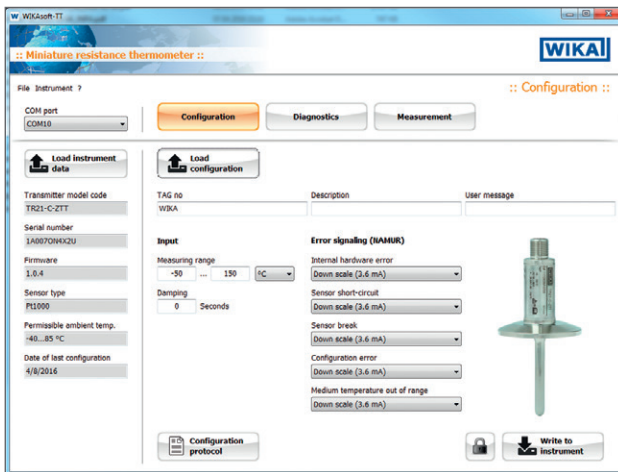 WIKAsoft-TT
:: Miniature resistance thermometer ::
WIKA
File Instrument ?
:: Configuration ::
COM port
COM10
Configuration
Diagnostics
Measurement
Load instrument
data
Load
configuration
Transmitter model code
TR21-C-ZTT
Serial number
1A007ON4X2U
Firmware
1.0.4
Sensor type
Pt1000
Permissible ambient temp.
-40...85 ºC
Date of last configuration
4/8/2016
TAG no
Description
User message
WIKA
Input
Measuring range
-50 ... 150 ºC
Damping
0 Seconds
Error signaling (NAMUR)
Internal hardware error
Down scale (3.6 mA)
Sensor short-circuit
Down scale (3.6 mA)
Sensor break
Down scale (3.6 mA)
Configuration error
Down scale (3.6 mA)
Medium temperature out of range
Down scale (3.6 mA)
Configuration
protocol
Write to
instrument